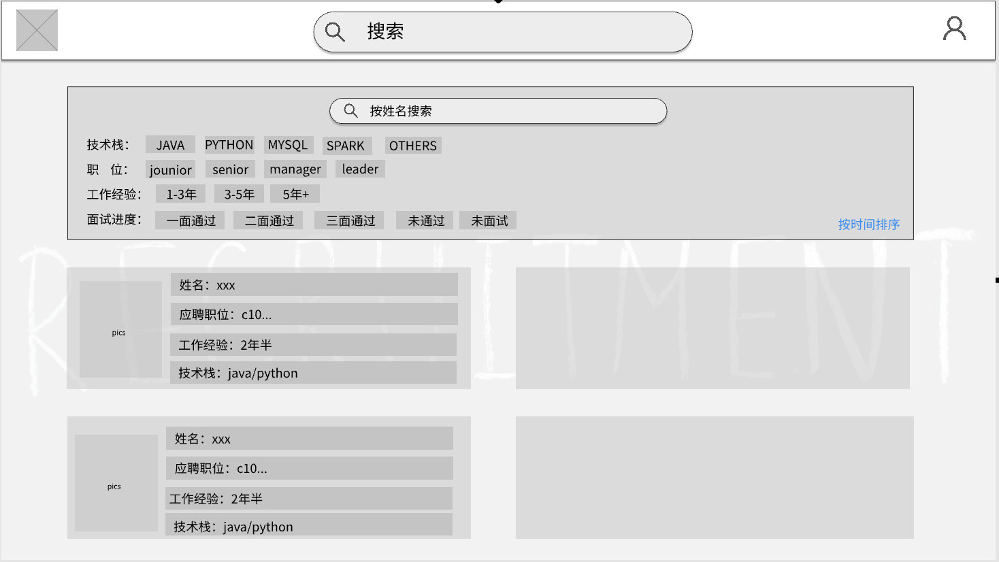 搜索
按姓名搜索
技术栈： JAVA PYTHON MYSQL SPARK OTHERS
职 位： jounior senior manager leader
工作经验： 1-3年 3-5年 5年+
面试进度： 一面通过 二面通过 三面通过 未通过 未面试
按时间排序
RECRUITMENT
pics
姓名：xxx
应聘职位：c10...
工作经验：2年半
技术栈：java/python
pics
姓名：xxx
应聘职位：c10...
工作经验：2年半
技术栈：java/python